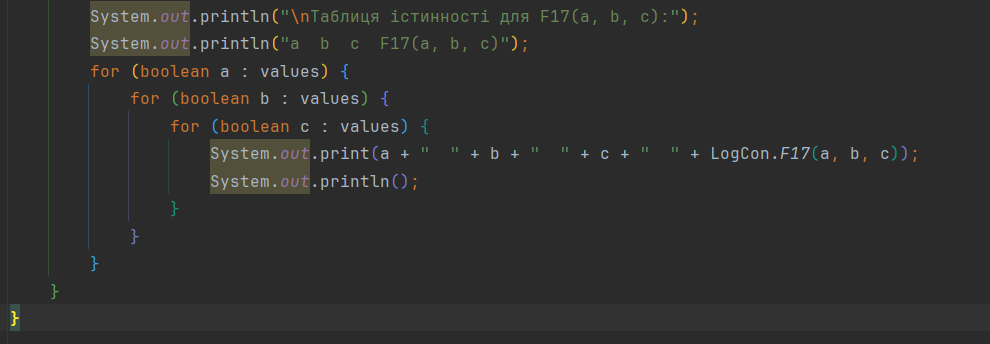 System.out.println("\nТаблиця істинності для F17(a, b, c):");
System.out.println("a  b  c  F17(a, b, c)");
for (boolean a : values) {
for (boolean b : values) {
for (boolean c : values) {
System.out.print(a + "  " + b + "  " + c + "  " + LogCon.F17(a, b, c));
System.out.println();
}
}
}
}
}